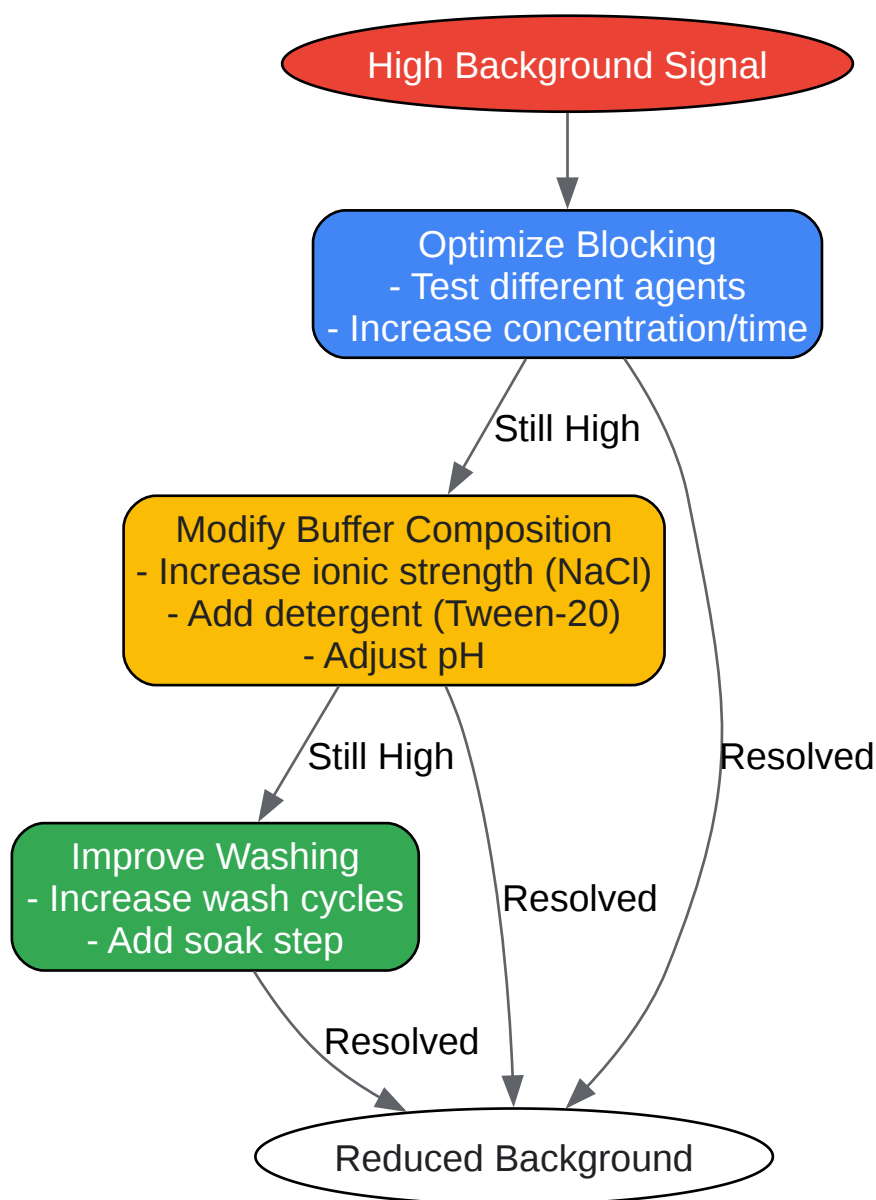 High Background Signal
Optimize Blocking
- Test different agents
- Increase concentration/time
Still High
Modify Buffer Composition
- Increase ionic strength (NaCl)
- Add detergent (Tween-20)
- Adjust pH
Still High
Resolved
Improve Washing
- Increase wash cycles
- Add soak step
Resolved
Resolved
Reduced Background